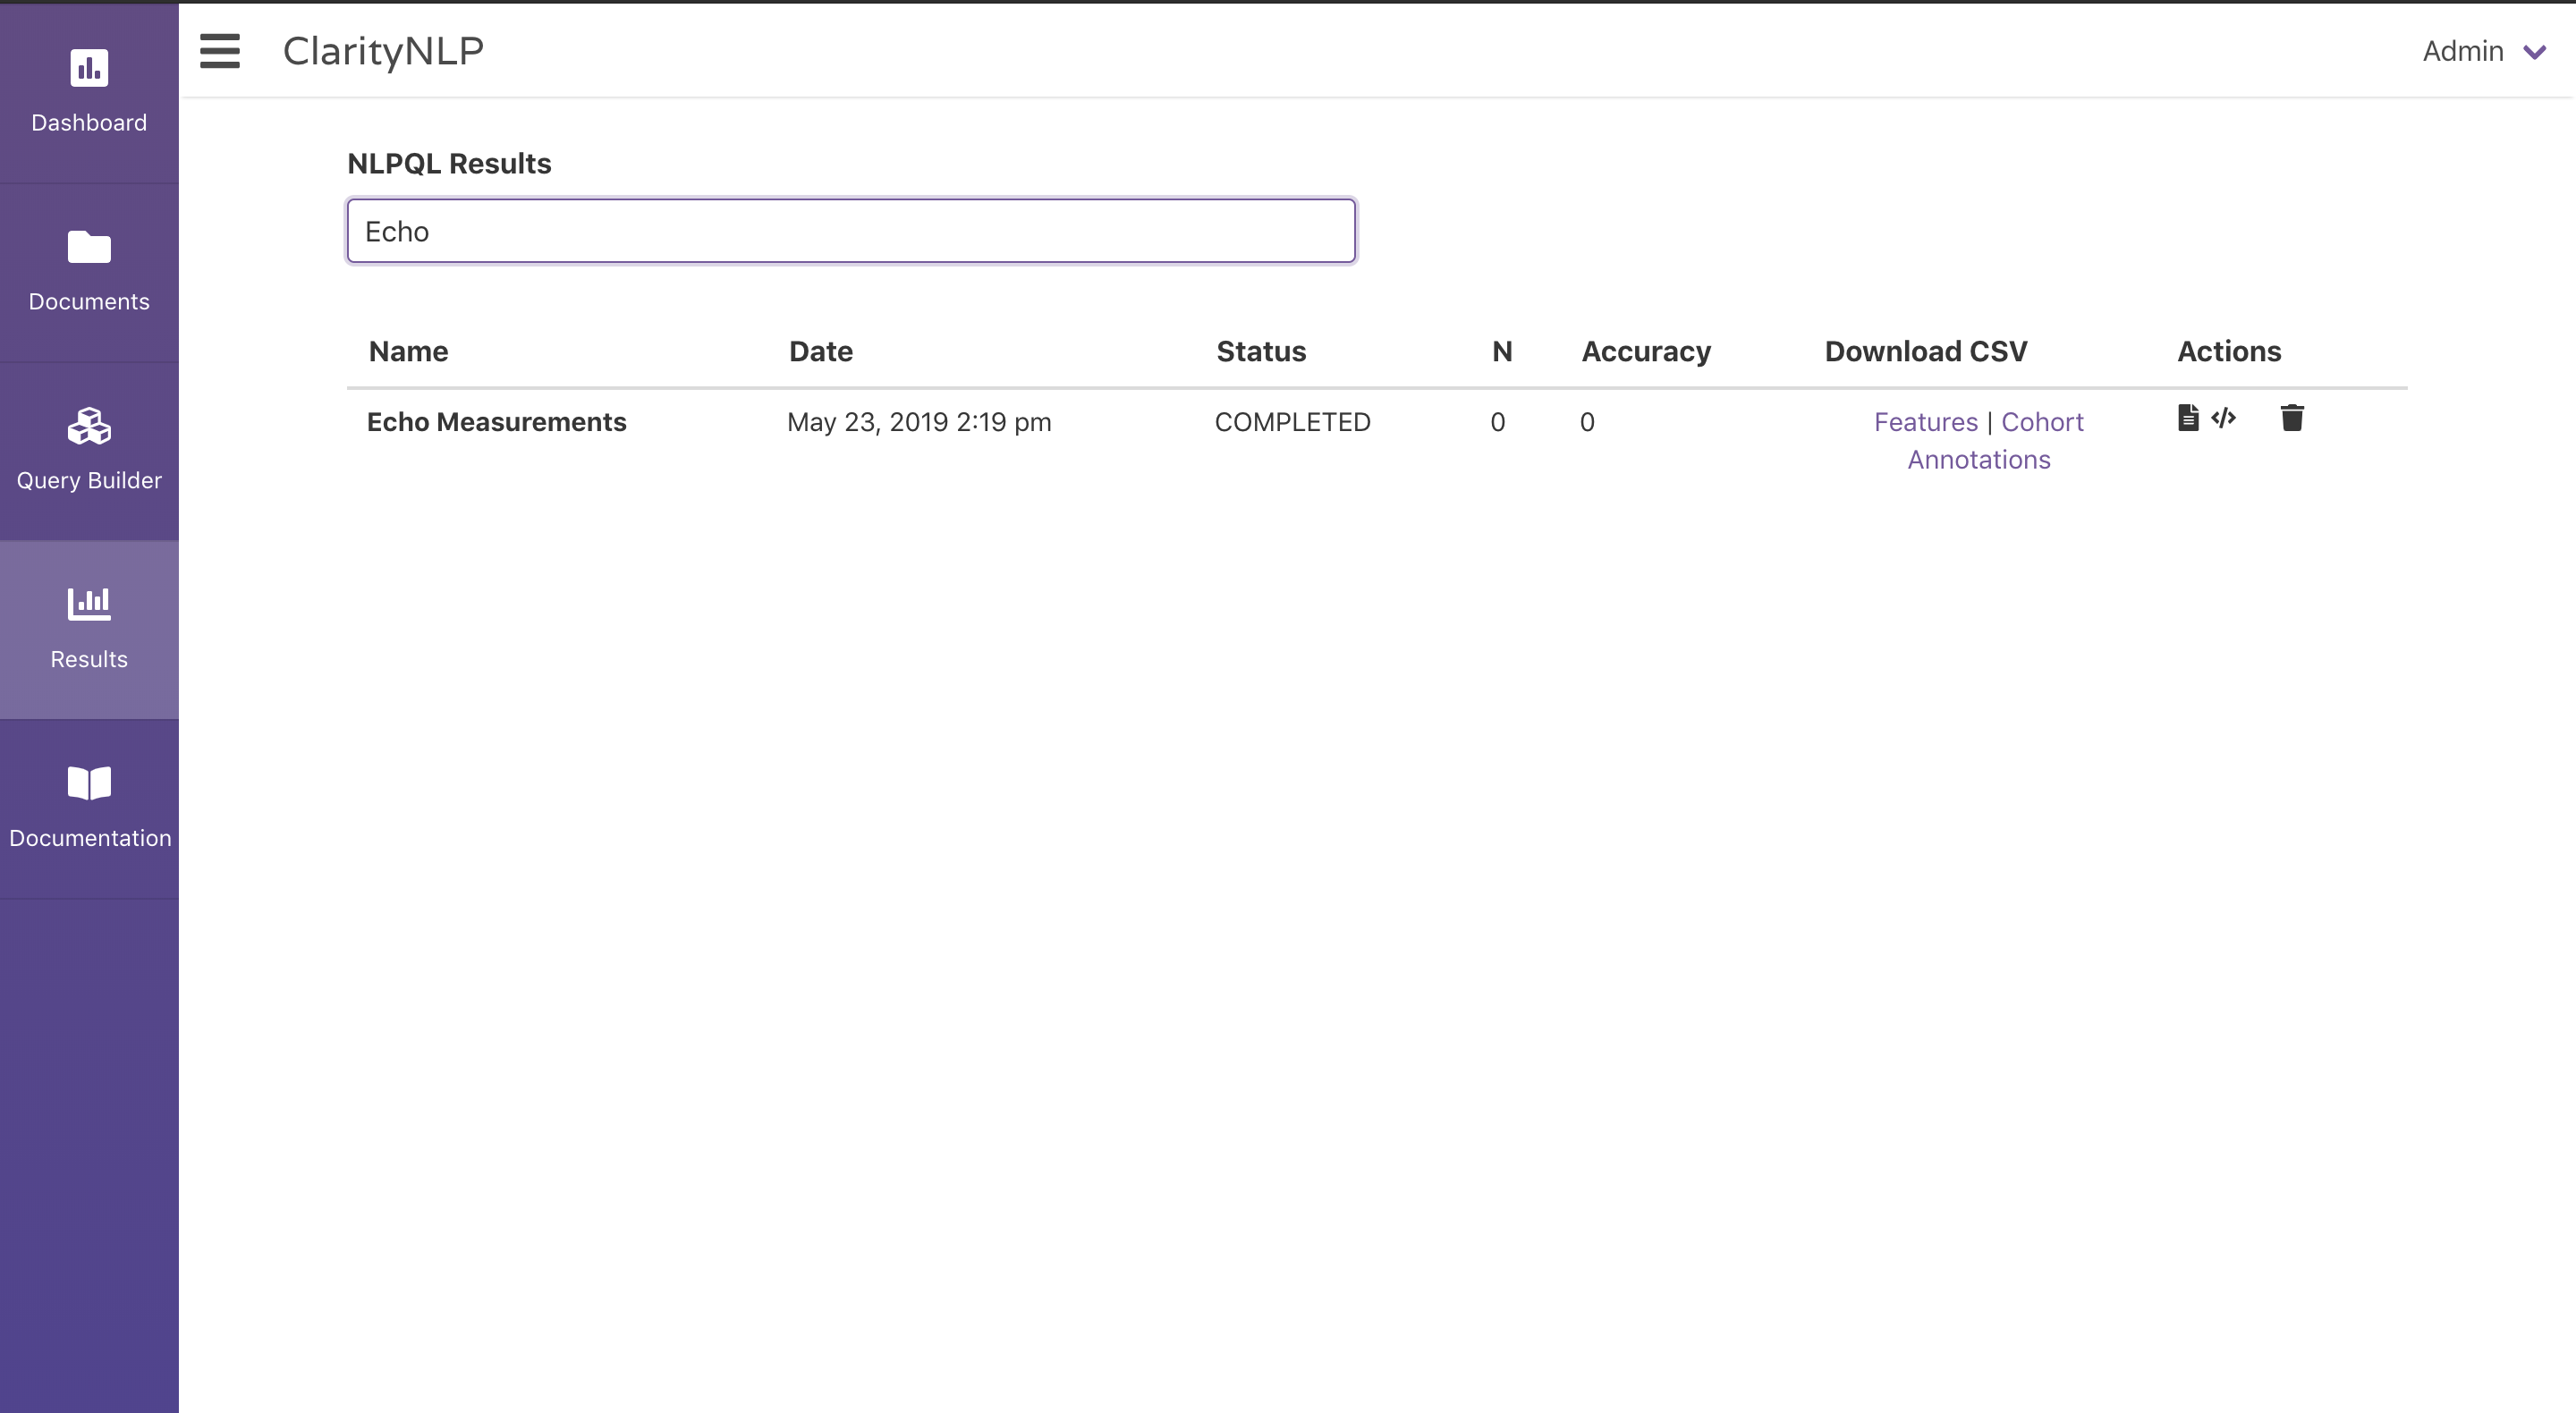 ClarityNLP
Admin
Dashboard
Documents
Query Builder
Results
Documentation
NLPQL Results
Echo
Name Date Status N Accuracy Download CSV Actions
Echo Measurements May 23, 2019 2:19 pm COMPLETED 0 0 Features | Cohort
Annotations